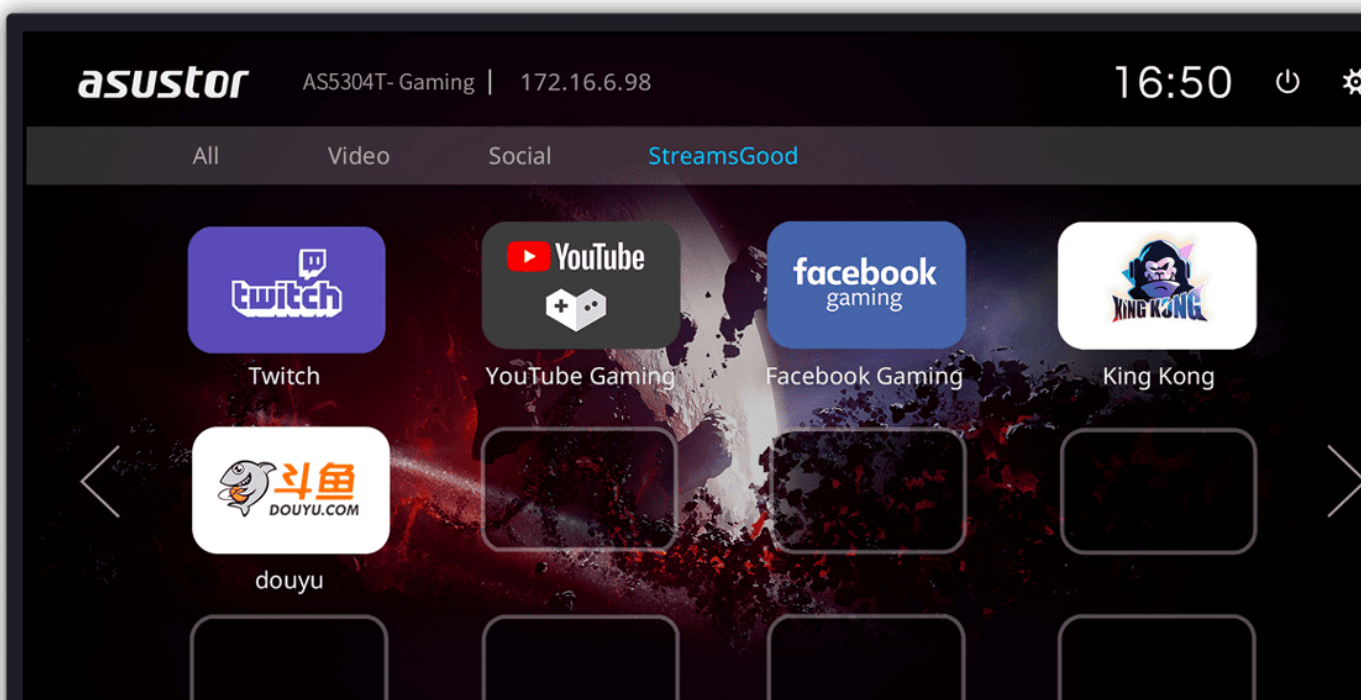 asustor AS5304T- Gaming | 172.16.6.98 16:50
All Video Social StreamsGood
twitch
YouTube
facebook
gaming
XING KONG
Twitch YouTube Gaming Facebook Gaming King Kong
斗鱼
DOUYU.COM
douyu